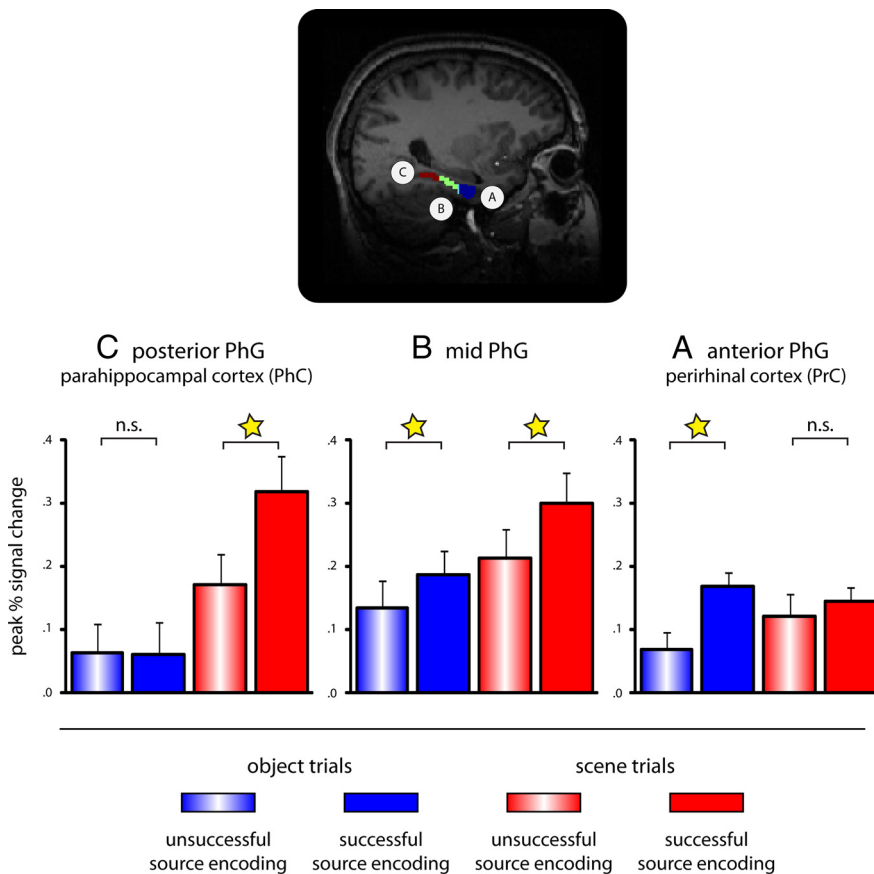 C
B
A
C posterior PhG
parahippocampal cortex (PhC)
B mid PhG
A anterior PhG
perirhinal cortex (PrC)
n.s.
n.s.
peak % signal change
.4
.3
.2
.1
.0
.4
.3
.2
.1
.0
.4
.3
.2
.1
.0
object trials
scene trials
unsuccessful
source encoding
successful
source encoding
unsuccessful
source encoding
successful
source encoding